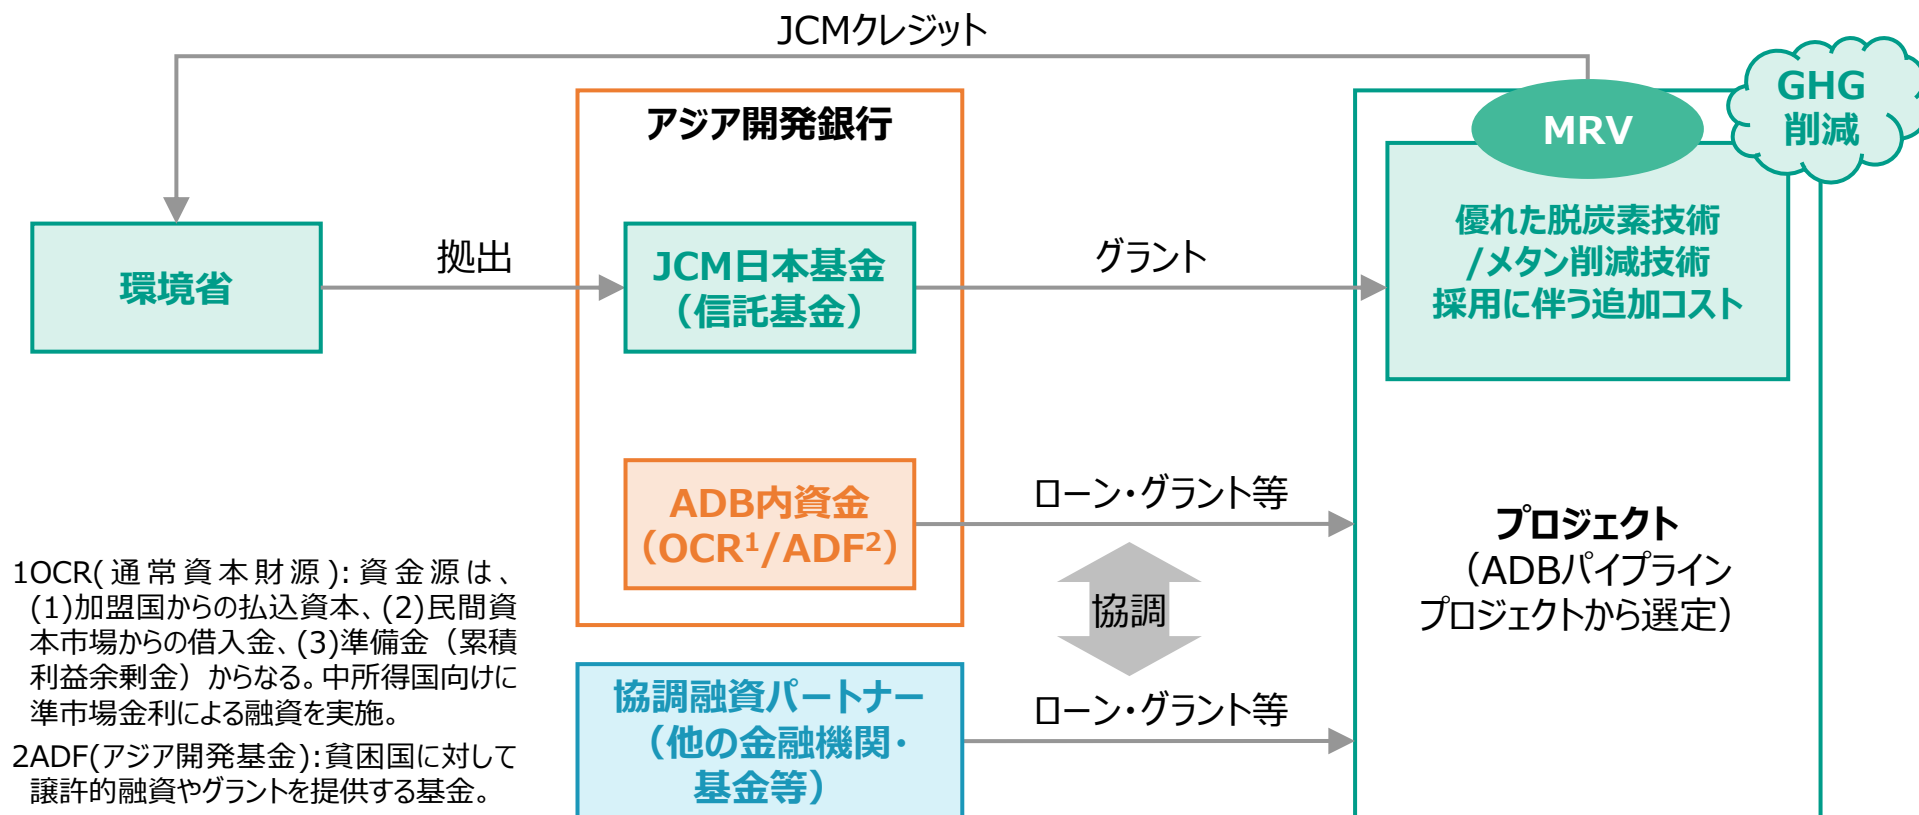 JCMクレジット
アジア開発銀行
MRV
GHG
削減
環境省
拠出
JCM日本基金
（信託基金）
グラント
優れた脱炭素技術
/メタン削減技術
採用に伴う追加コスト
ADB内資金
（OCR¹/ADF²）
ローン・グラント等
協調
協調融資パートナー
（他の金融機関・
基金等）
ローン・グラント等
プロジェクト
（ADBパイプライン
プロジェクトから選定）
1OCR(通常資本財源):資金源は、
(1)加盟国からの払込資本、(2)民間資
本市場からの借入金、(3)準備金（累積
利益余剰金）からなる。中所得国向けに
準市場金利による融資を実施。
2ADF(アジア開発基金):貧困国に対して
譲許的融資やグラントを提供する基金。